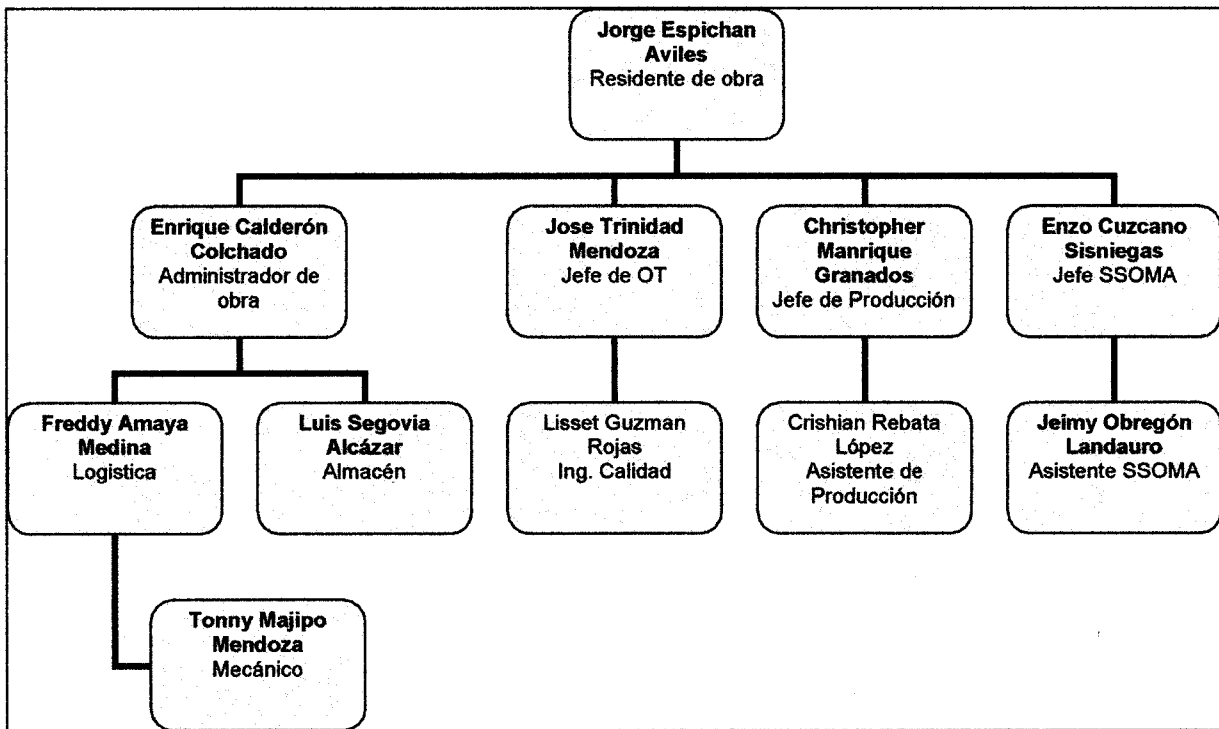 Jorge Espichan
Aviles
Residente de obra
Enrique Calderón
Colchado
Administrador de
obra
Jose Trinidad
Mendoza
Jefe de OT
Christopher
Manrique
Granados
Jefe de Producción
Enzo Cuzcano
Sisniegas
Jefe SSOMA
Freddy Amaya
Medina
Logistica
Luis Segovia
Alcázar
Almacén
Lisset Guzman
Rojas
Ing. Calidad
Crishian Rebata
López
Asistente de
Producción
Jeimy Obregón
Landauro
Asistente SSOMA
Tonny Majipo
Mendoza
Mecánico